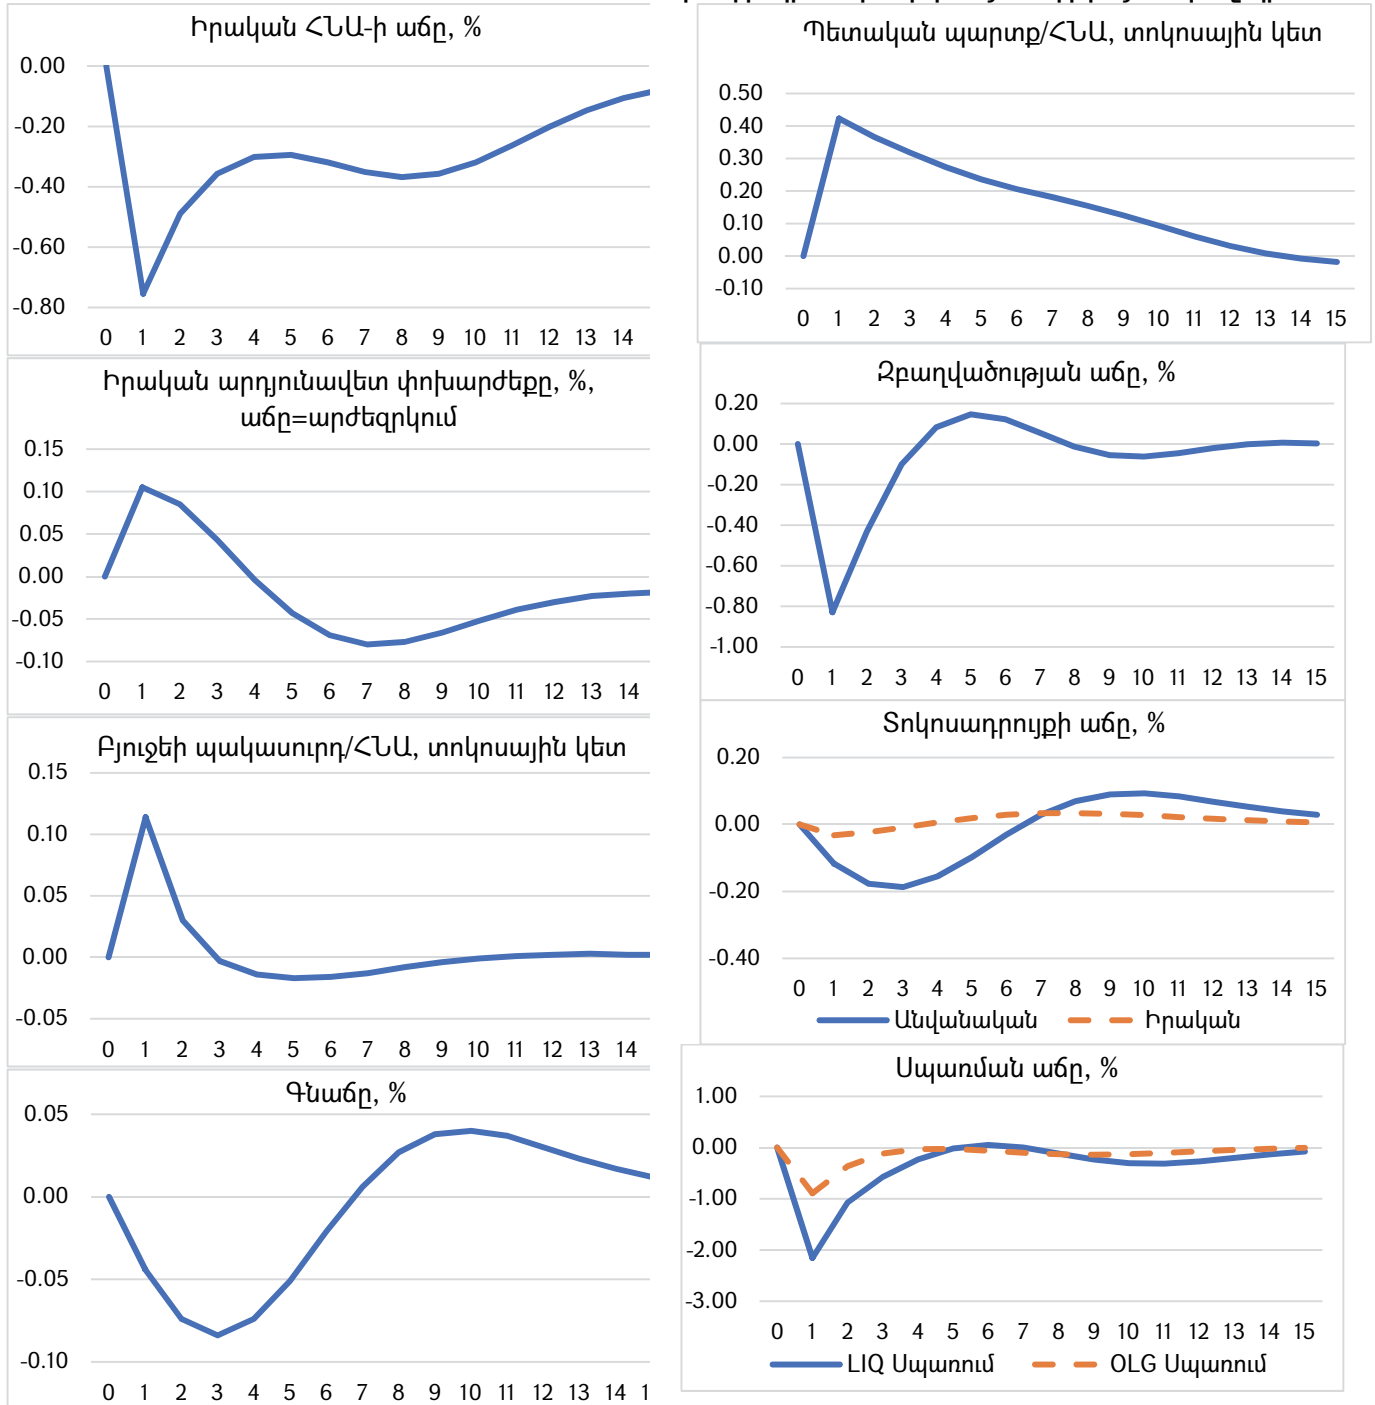 Իրական ՀՆԱ-ի աճը, %
0.00
-0.20
-0.40
-0.60
-0.80
0 1 2 3 4 5 6 7 8 9 10 11 12 13 14
Պետական պարտք/ՀՆԱ, տոկոսային կետ
0.50
0.40
0.30
0.20
0.10
0.00
-0.10
0 1 2 3 4 5 6 7 8 9 10 11 12 13 14 15
Իրական արդյունավետ փոխարժեքը, %,
աճը=արժեզրկում
0.15
0.10
0.05
0.00
-0.05
-0.10
0 1 2 3 4 5 6 7 8 9 10 11 12 13 14
Զբաղվածության աճը, %
0.20
0.00
-0.20
-0.40
-0.60
-0.80
-1.00
0 1 2 3 4 5 6 7 8 9 10 11 12 13 14 15
Բյուջեի պակասուրդ/ՀՆԱ, տոկոսային կետ
0.15
0.10
0.05
0.00
-0.05
0 1 2 3 4 5 6 7 8 9 10 11 12 13 14
Տոկոսադրույքի աճը, %
0.20
0.00
-0.20
-0.40
0 1 2 3 4 5 6 7 8 9 10 11 12 13 14 15
Անվանական Իրական
Գնաճը, %
0.05
0.00
-0.05
-0.10
0 1 2 3 4 5 6 7 8 9 10 11 12 13 14 1
Սպառման աճը, %
1.00
0.00
-1.00
-2.00
-3.00
0 1 2 3 4 5 6 7 8 9 10 11 12 13 14 15
LIQ Սպառում OLG Սպառում